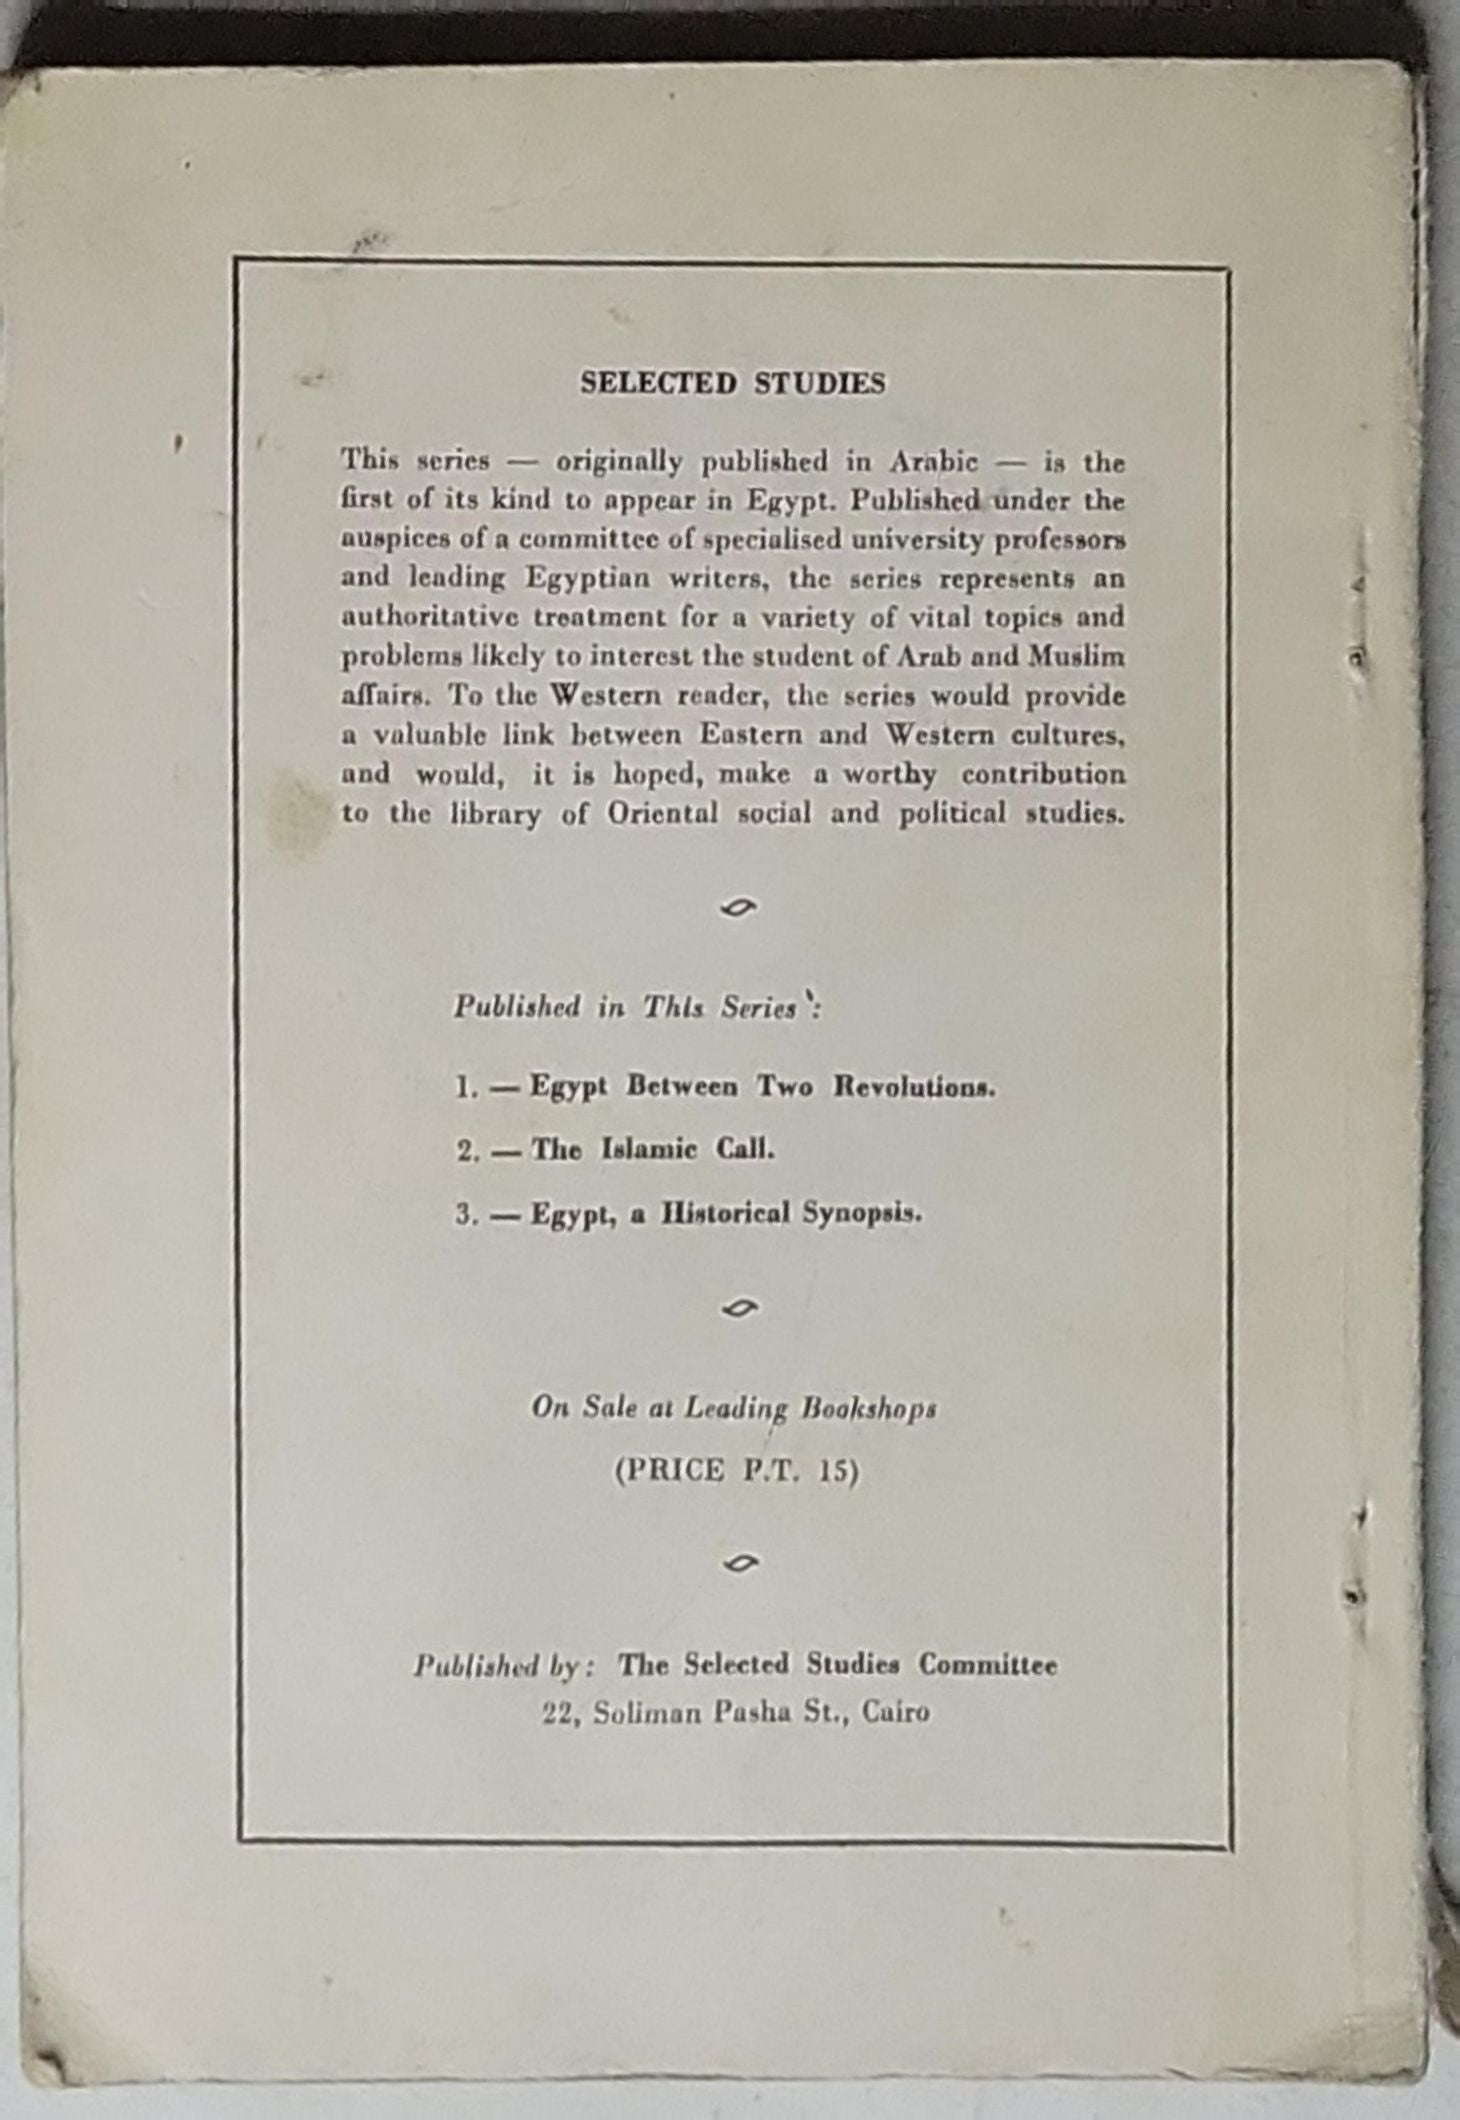 SELECTED STUDIES
This series — originally published in Arabic — is the
first of its kind to appear in Egypt. Published under the
auspices of a committee of specialised university professors
and leading Egyptian writers, the series represents an
authoritative treatment for a variety of vital topics and
problems likely to interest the student of Arab and Muslim
affairs. To the Western reader, the series would provide
a valuable link between Eastern and Western cultures,
and would, it is hoped, make a worthy contribution
to the library of Oriental social and political studies.
Published in This Series :
1. — Egypt Between Two Revolutions.
2. — The Islamic Call.
3. — Egypt, a Historical Synopsis.
On Sale at Leading Bookshops
(PRICE P.T. 15)
Published by : The Selected Studies Committee
22, Soliman Pasha St., Cairo